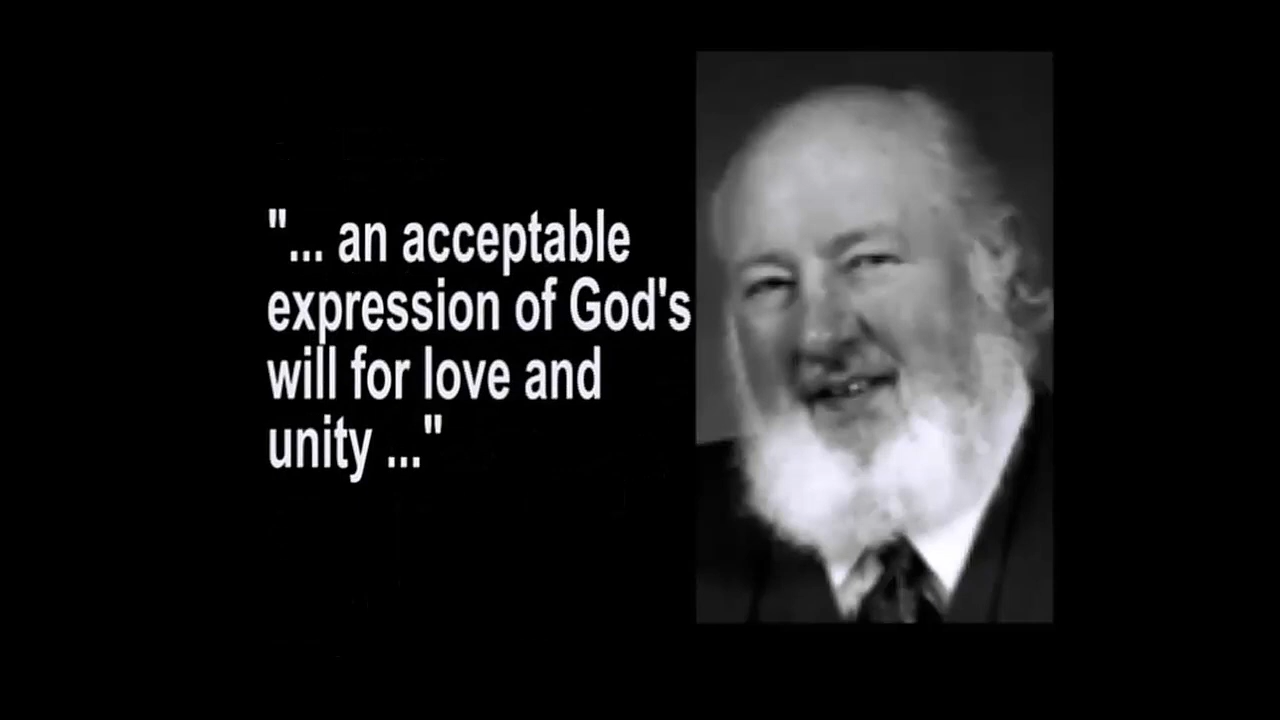 "... an acceptable
expression of God's
will for love and
unity ..."